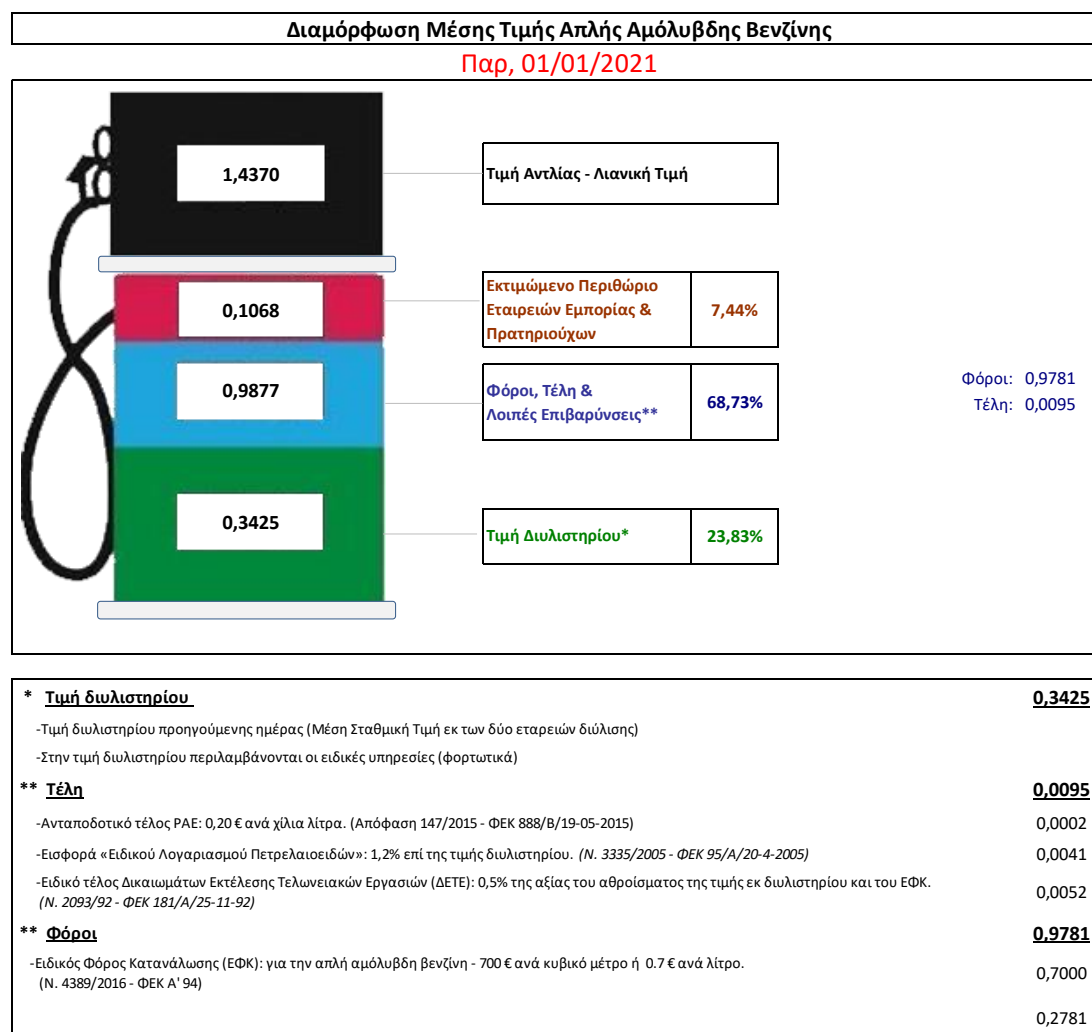 Διαμόρφωση Μέσης Τιμής Απλής Αμόλυβδης Βενζίνης
Παρ, 01/01/2021
1,4370
Τιμή Αντλίας - Λιανική Τιμή
0,1068
Εκτιμώμενο Περιθώριο
Εταιρειών Εμπορίας &
Πρατηριούχων
7,44%
0,9877
Φόροι, Τέλη &
Λοιπές Επιβαρύνσεις**
68,73%
Φόροι: 0,9781
Τέλη: 0,0095
0,3425
Τιμή Διυλιστηρίου*
23,83%
* Τιμή διυλιστηρίου 0,3425
-Τιμή διυλιστηρίου προηγούμενης ημέρας (Μέση Σταθμική Τιμή εκ των δύο εταρειών διύλισης)
-Στην τιμή διυλιστηρίου περιλαμβάνονται οι ειδικές υπηρεσίες (φορτωτικά)
** Τέλη 0,0095
-Ανταποδοτικό τέλος ΡΑΕ: 0,20 € ανά χίλια λίτρα. (Απόφαση 147/2015 - ΦΕΚ 888/Β/19-05-2015) 0,0002
-Εισφορά «Ειδικού Λογαριασμού Πετρελαιοειδών»: 1,2% επί της τιμής διυλιστηρίου. (Ν. 3335/2005 - ΦΕΚ 95/Α/20-4-2005) 0,0041
-Ειδικό τέλος Δικαιωμάτων Εκτέλεσης Τελωνειακών Εργασιών (ΔΕΤΕ): 0,5% της αξίας του αθροίσματος της τιμής εκ διυλιστηρίου και του ΕΦΚ. 0,0052
(Ν. 2093/92 - ΦΕΚ 181/Α/25-11-92)
** Φόροι 0,9781
-Ειδικός Φόρος Κατανάλωσης (ΕΦΚ): για την απλή αμόλυβδη βενζίνη - 700 € ανά κυβικό μέτρο ή 0.7 € ανά λίτρο. 0,7000
(Ν. 4389/2016 - ΦΕΚ Α' 94)
0,2781